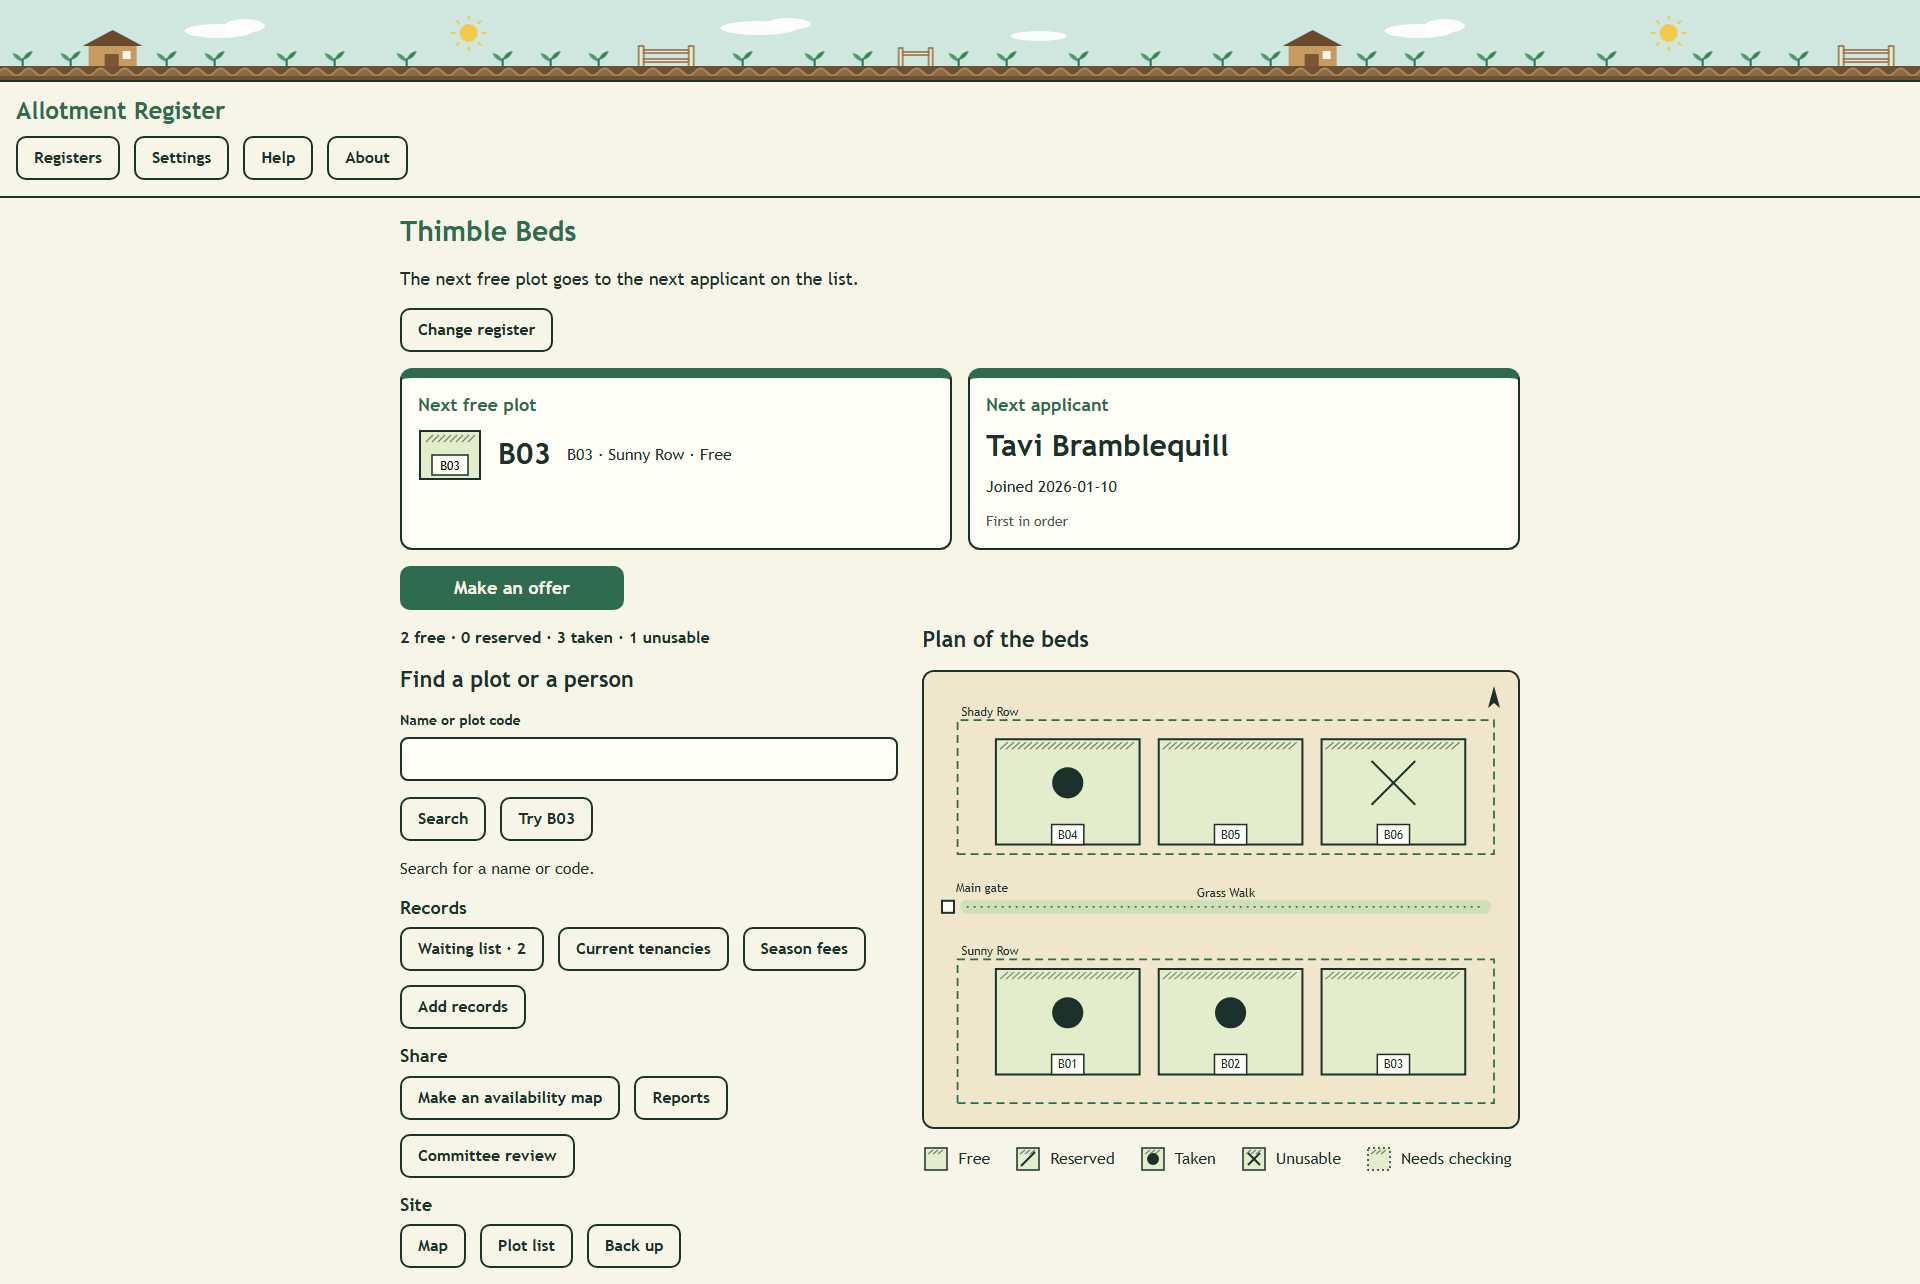 Allotment Register
Registers
Settings
Help
About
Thimble Beds
The next free plot goes to the next applicant on the list.
Change register
Next free plot
B03
B03
B03 · Sunny Row · Free
Next applicant
Tavi Bramblequill
Joined 2026-01-10
First in order
Make an offer
2 free · 0 reserved · 3 taken · 1 unusable
Find a plot or a person
Name or plot code
Search
Try B03
Search for a name or code.
Records
Waiting list · 2
Current tenancies
Season fees
Add records
Share
Make an availability map
Reports
Committee review
Site
Map
Plot list
Back up
Plan of the beds
Shady Row
B04
B05
B06
Main gate
Grass Walk
Sunny Row
B01
B02
B03
Free
Reserved
Taken
Unusable
Needs checking